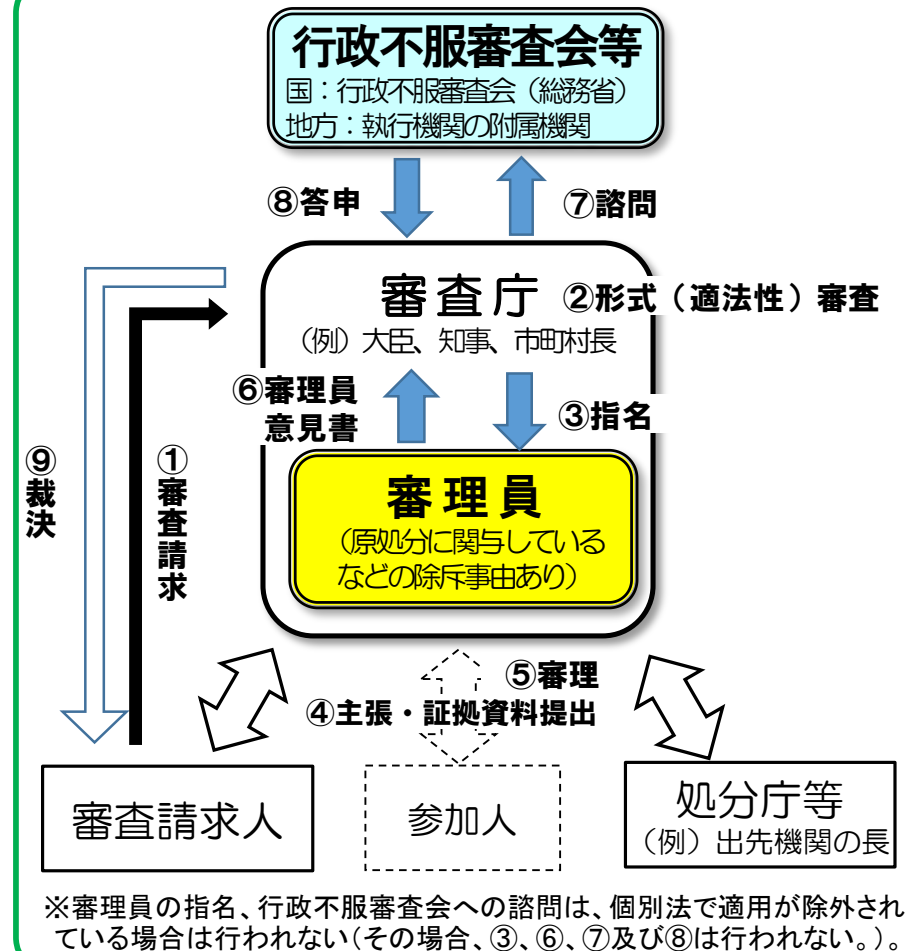 行政不服審査会等
国：行政不服審査会（総務省）
地方：執行機関の附属機関
⑧答申
⑦諮問
審査庁
②形式（適法性）審査
（例）大臣、知事、市町村長
⑥審理員
意見書
③指名
審理員
（原処分に関与している
などの除斥事由あり）
⑨裁決
①審査請求
⑤審理
④主張・証拠資料提出
審査請求人
参加人
処分庁等
（例）出先機関の長
※審理員の指名、行政不服審査会への諮問は、個別法で適用が除外され
ている場合は行われない（その場合、③、⑥、⑦及び⑧は行われない。）。